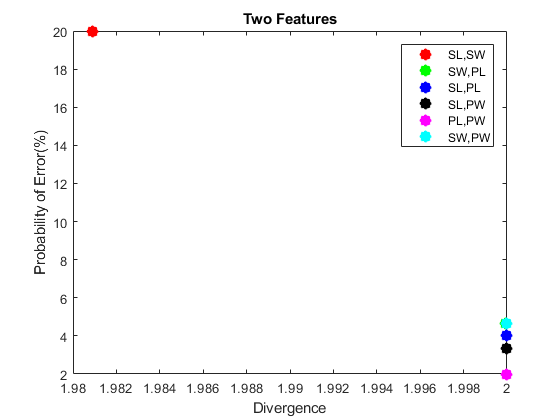 Two Features
20
18
16
14
12
10
8
6
4
2
Probability of Error(%)
SL,SW
SW,PL
SL,PL
SL,PW
PL,PW
SW,PW
1.98 1.982 1.984 1.986 1.988 1.99 1.992 1.994 1.996 1.998 2
Divergence